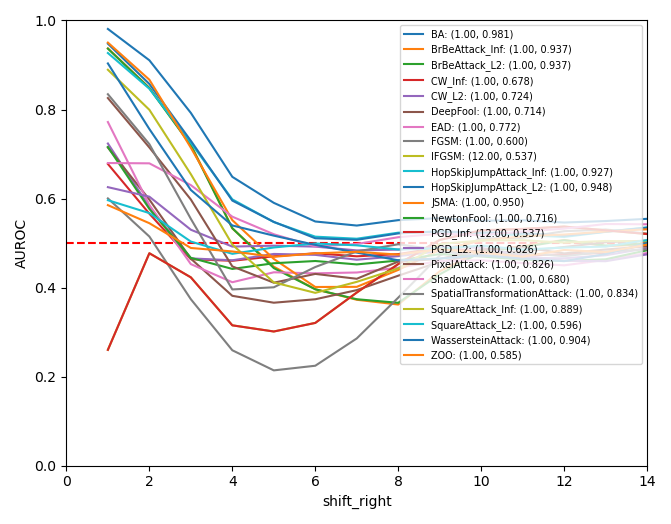 1.0
0.8
0.6
0.4
0.2
0.0
AUROC
0
2
4
6
8
10
12
14
shift_right
BA: (1.00, 0.981)
BrBeAttack_Inf: (1.00, 0.937)
BrBeAttack_L2: (1.00, 0.937)
CW_Inf: (1.00, 0.678)
CW_L2: (1.00, 0.724)
DeepFool: (1.00, 0.714)
EAD: (1.00, 0.772)
FGSM: (1.00, 0.600)
IFGSM: (12.00, 0.537)
HopSkipJumpAttack_Inf: (1.00, 0.927)
HopSkipJumpAttack_L2: (1.00, 0.948)
JSMA: (1.00, 0.950)
NewtonFool: (1.00, 0.716)
PGD_Inf: (12.00, 0.537)
PGD_L2: (1.00, 0.626)
PixelAttack: (1.00, 0.826)
ShadowAttack: (1.00, 0.680)
SpatialTransformationAttack: (1.00, 0.834)
SquareAttack_Inf: (1.00, 0.889)
SquareAttack_L2: (1.00, 0.596)
WassersteinAttack: (1.00, 0.904)
ZOO: (1.00, 0.585)